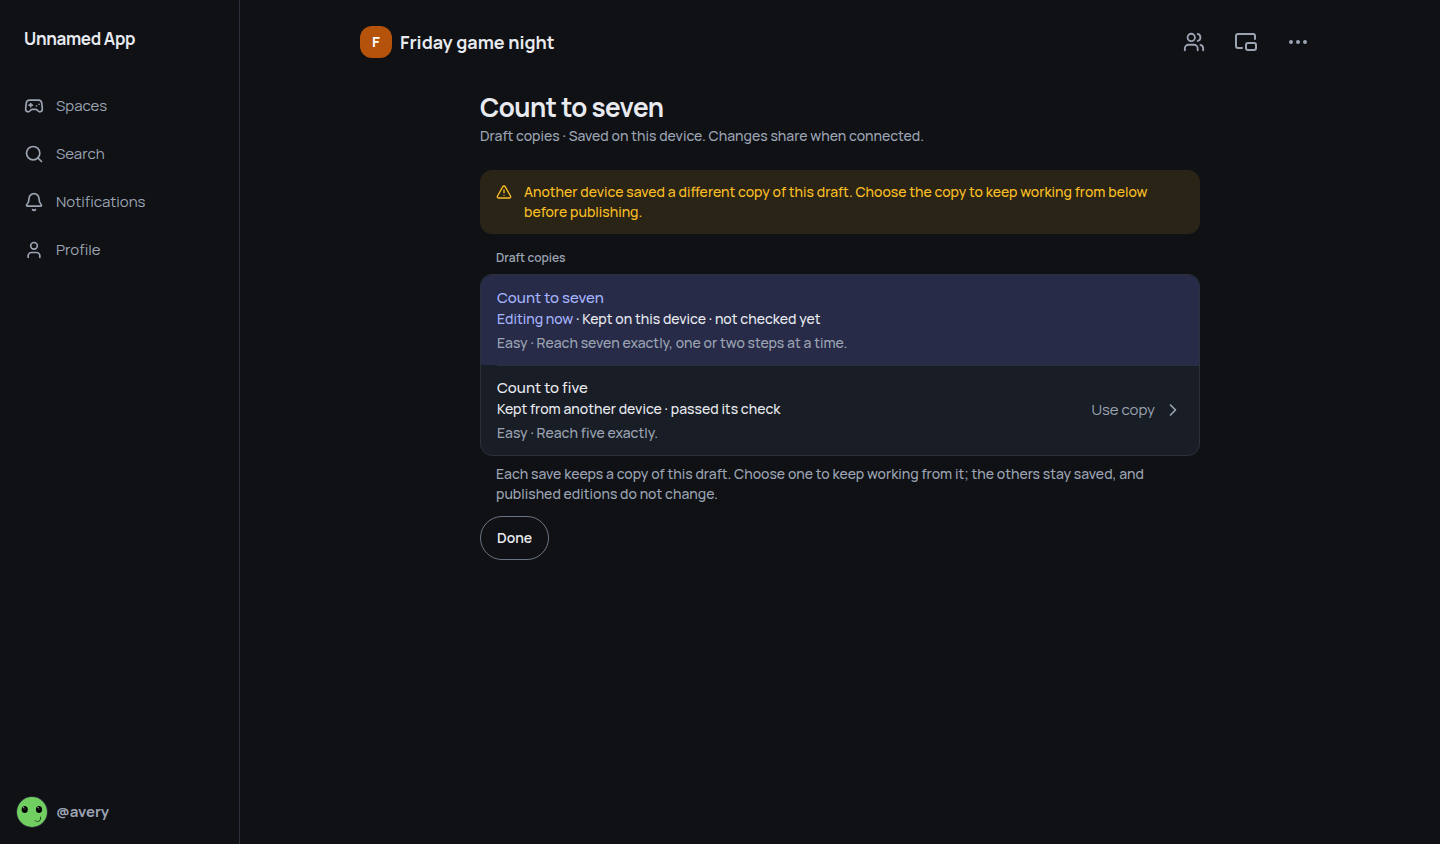 Unnamed App
Spaces
Search
Notifications
Profile
@avery
F
Friday game night
Count to seven
Draft copies · Saved on this device. Changes share when connected.
Another device saved a different copy of this draft. Choose the copy to keep working from below
before publishing.
Draft copies
Count to seven
Editing now · Kept on this device · not checked yet
Easy · Reach seven exactly, one or two steps at a time.
Count to five
Kept from another device · passed its check
Easy · Reach five exactly.
Use copy
Each save keeps a copy of this draft. Choose one to keep working from it; the others stay saved, and
published editions do not change.
Done